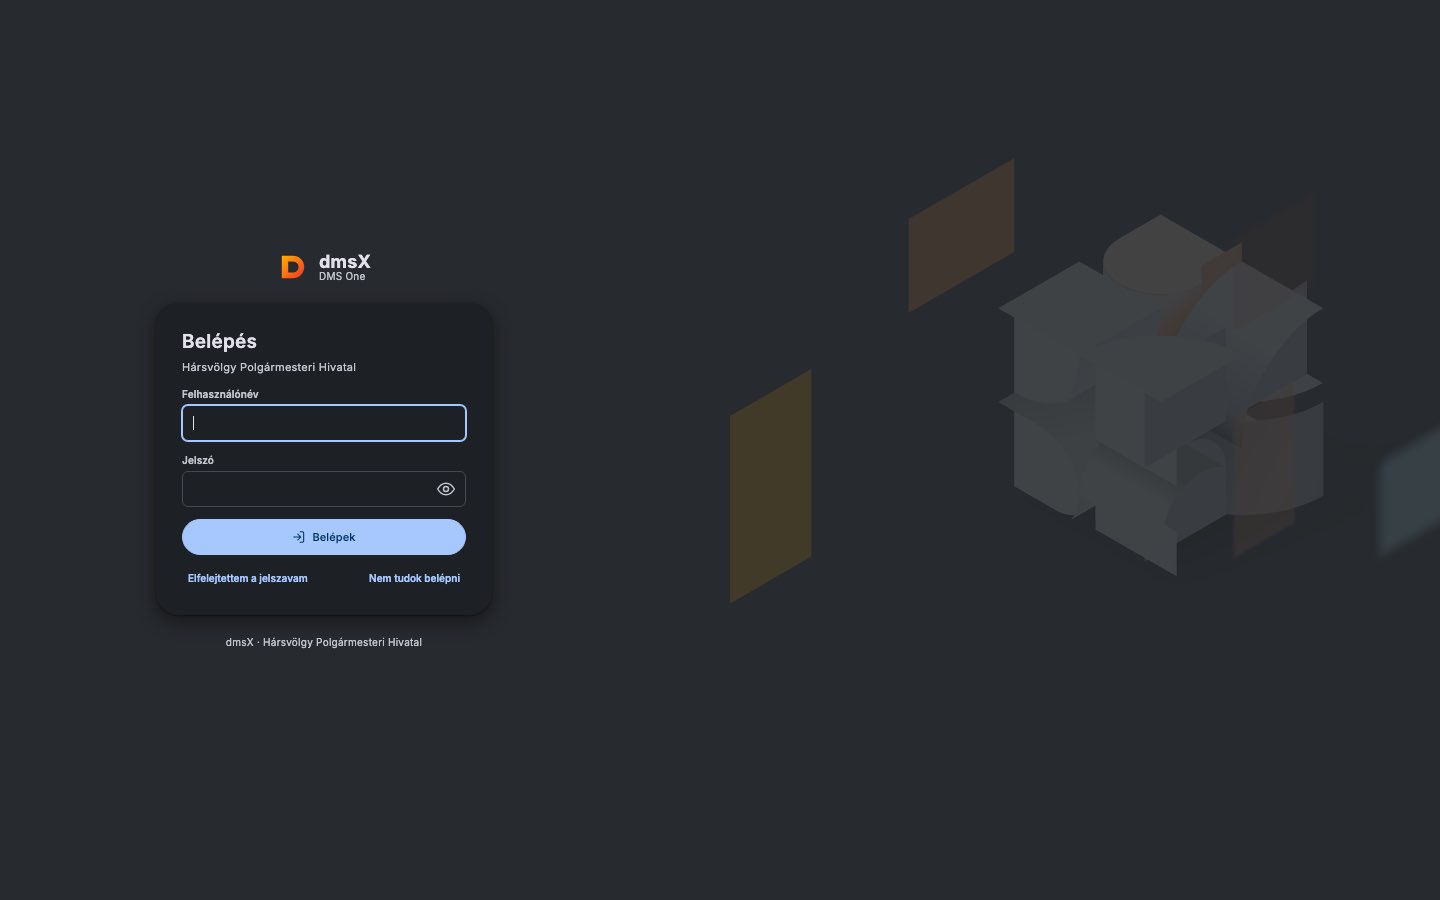 dmsX
DMS One
Belépés
Hársvölgy Polgármesteri Hivatal
Felhasználónév
Jelszó
Belépek
Elfelejtettem a jelszavam
Nem tudok belépni
dmsX · Hársvölgy Polgármesteri Hivatal